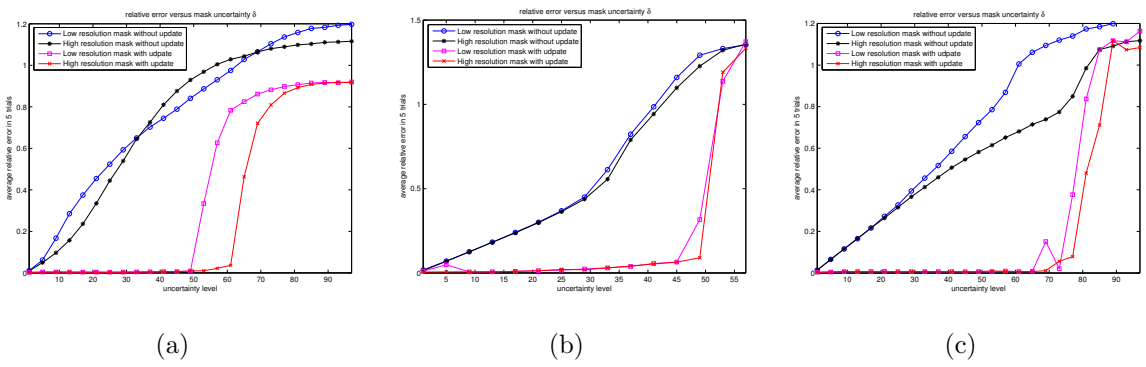 relative error versus mask uncertainty δ
Low resolution mask without update
High resolution mask without update
Low resolution mask with udpate
High resolution mask with update
average relative error in 5 trials
0
0.2
0.4
0.6
0.8
1
1.2
10 20 30 40 50 60 70 80 90
uncertainty level
(a)
relative error versus mask uncertainty δ
Low resolution mask without update
High resolution mask without update
Low resolution mask with udpate
High resolution mask with udpate
average relative error in 5 trials
0
0.5
1
1.5
5 10 15 20 25 30 35 40 45 50 55
uncertainty level
(b)
relative error versus mask uncertainty δ
Low resolution mask without update
High resolution mask without update
Low resolution mask with udpate
High resolution mask with update
average relative error in 5 trials
0
0.2
0.4
0.6
0.8
1
1.2
10 20 30 40 50 60 70 80 90
uncertainty level
(c)